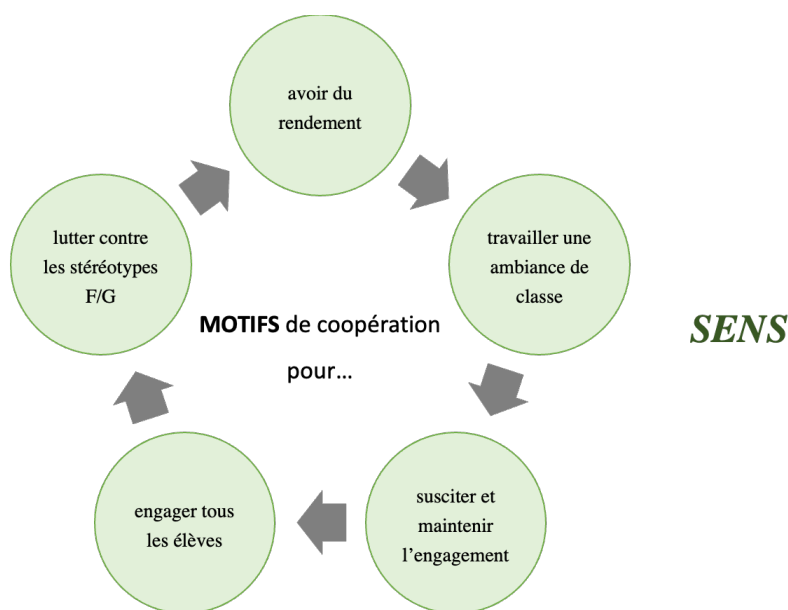 avoir du
rendement
travailler une
ambiance de
classe
susciter et
maintenir
l’engagement
engager tous
les élèves
lutter contre
les stéréotypes
F/G
MOTIFS de coopération
pour…
SENS